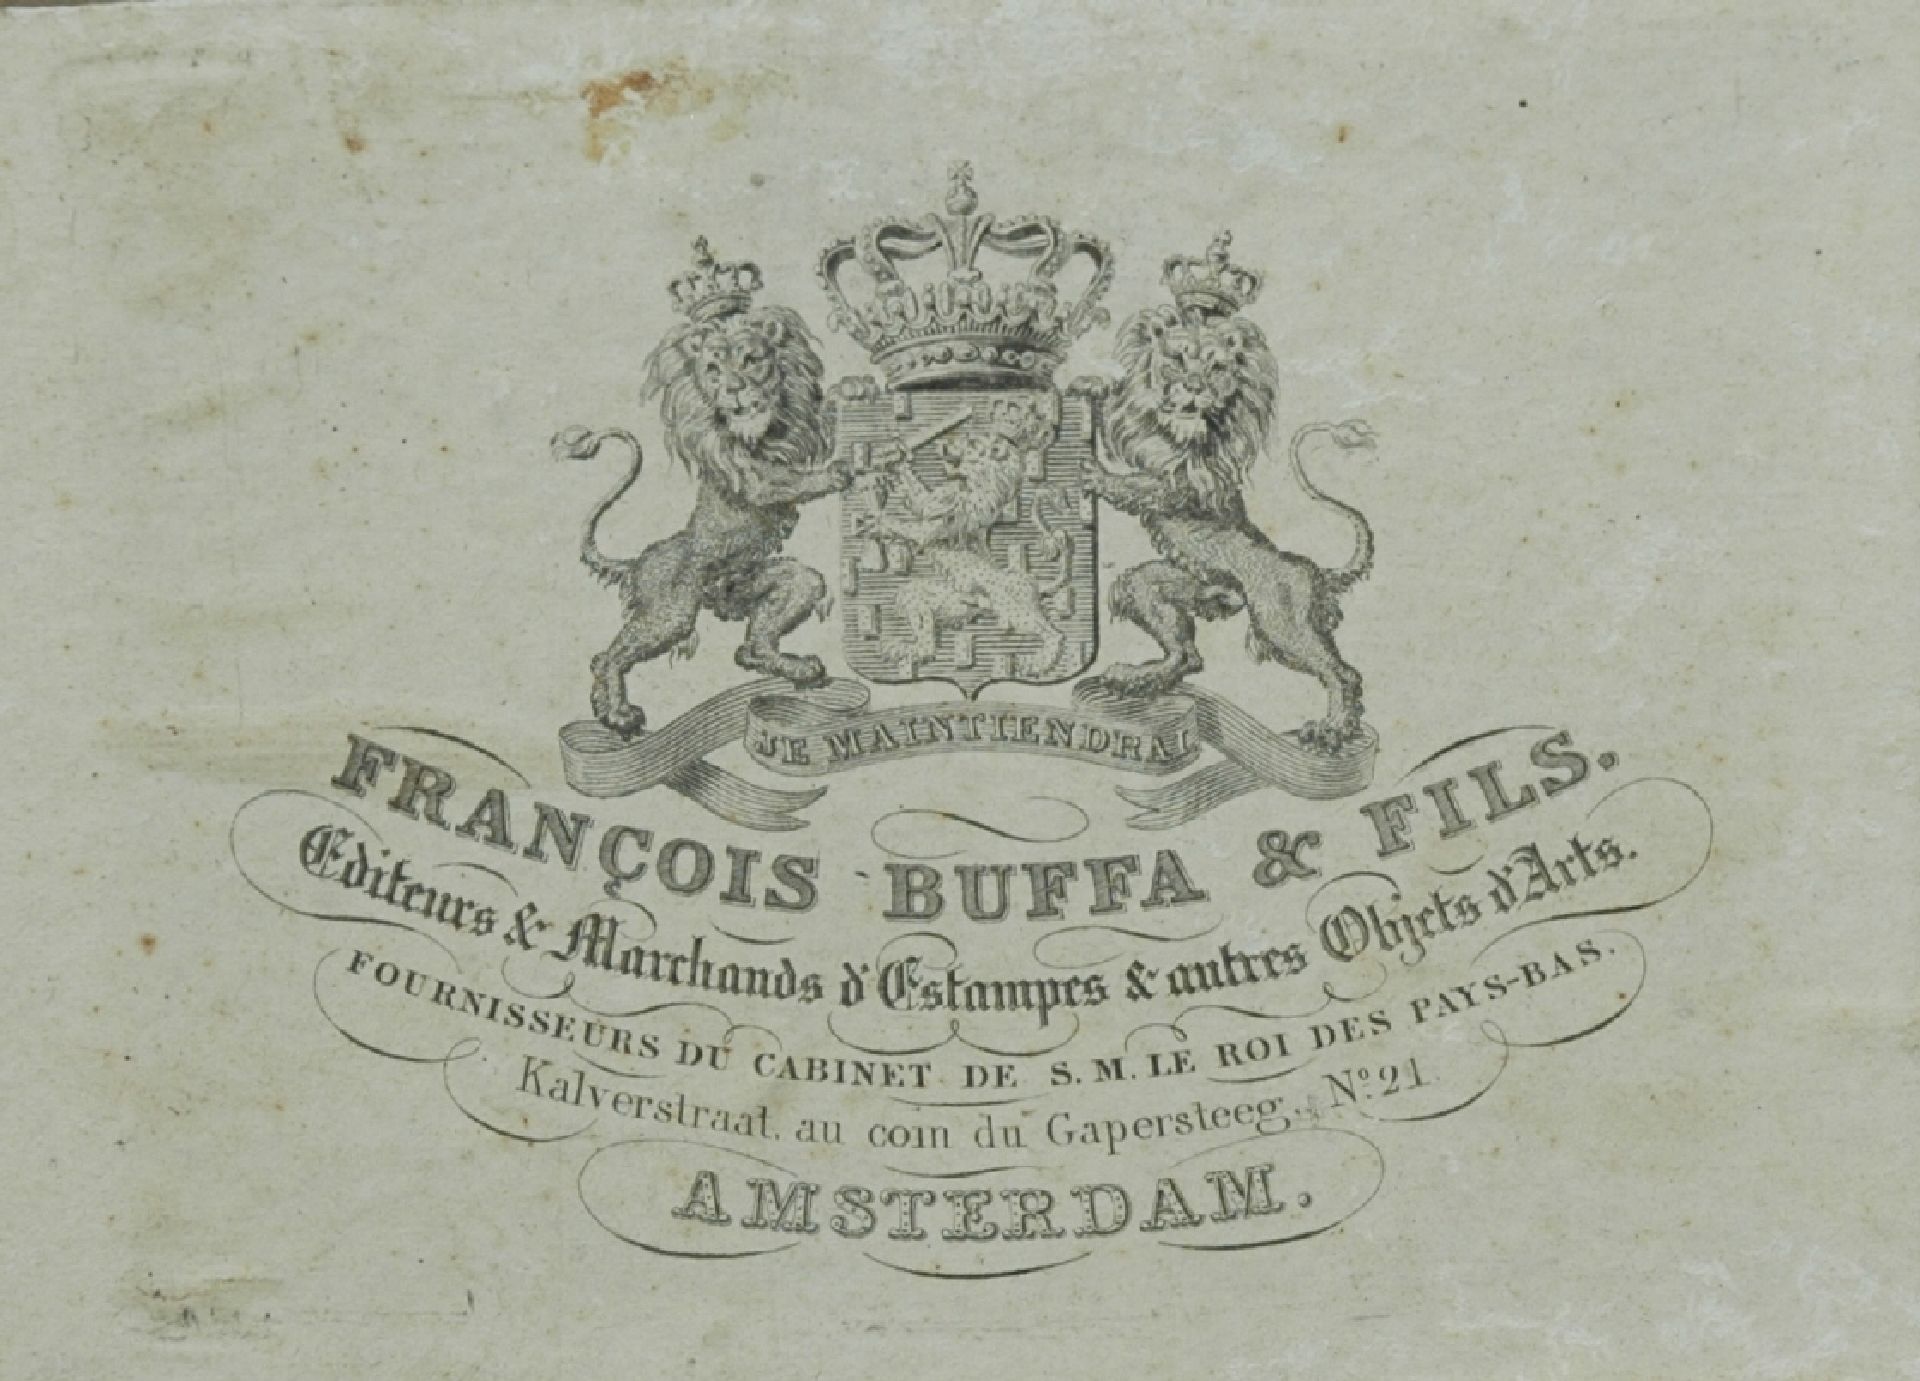 JE MAINTIENDRAI
FRANÇOIS BUFFA & FILS.
Editeurs & Marchands d'Estampes & autres Objets d'Arts.
FOURNISSEURS DU CABINET DE S. M. LE ROI DES PAYS-BAS.
Kalverstraat, au coin du Gapersteeg, Nº 21.
AMSTERDAM.